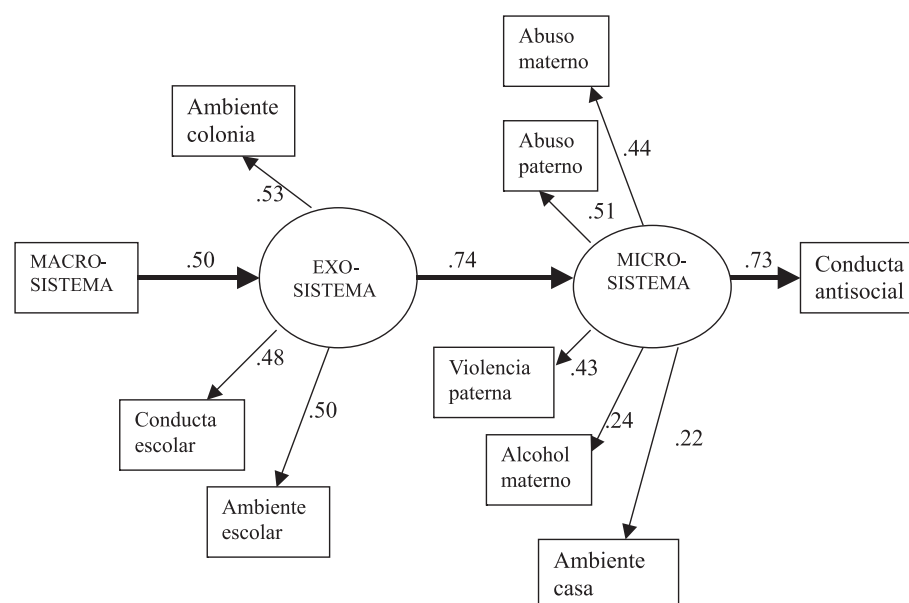 Abuso
materno
Ambiente
colonia
Abuso
paterno
.44
.53
.51
MACRO-
SISTEMA
.50
EXO-
SISTEMA
.74
MICRO-
SISTEMA
.73
Conducta
antisocial
.48
.50
Violencia
paterna
.43
.24
.22
Conducta
escolar
Alcohol
materno
Ambiente
escolar
Ambiente
casa